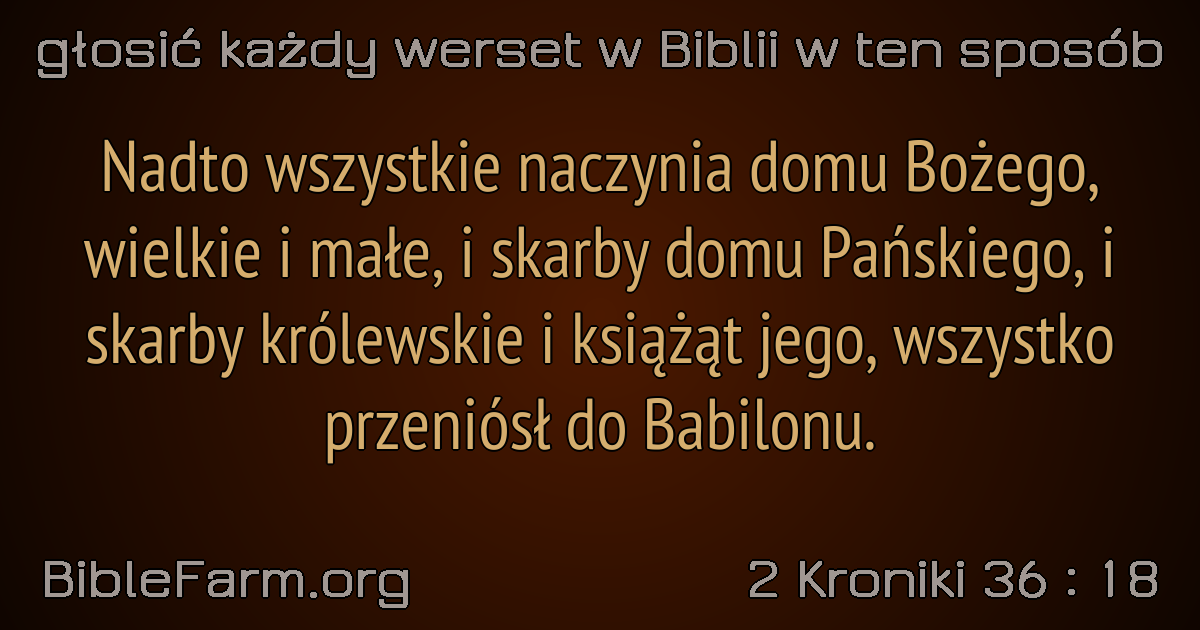 głosić każdy werset w Biblii w ten sposób
Nadto wszystkie naczynia domu Bożego,
wielkie i małe, i skarby domu Pańskiego, i
skarby królewskie i książąt jego, wszystko
przeniósł do Babilonu.
BibleFarm.org
2 Kroniki 36 : 18